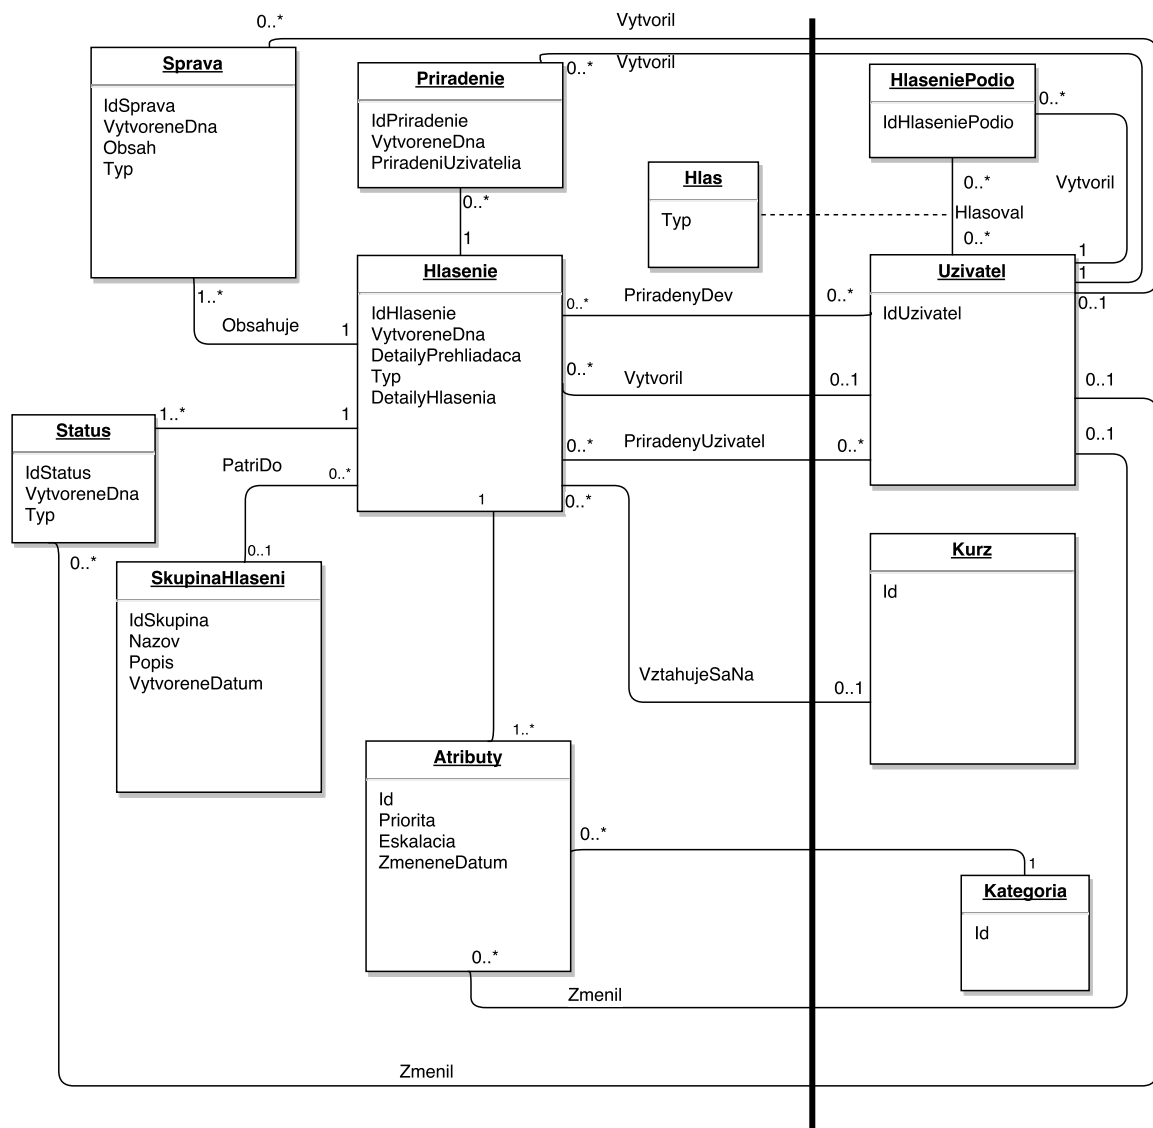 Vytvoril
0..*
Sprava
IdSprava
VytvoreneDna
Obsah
Typ
Vytvoril
0..*
Priradenie
IdPriradenie
VytvoreneDna
PriradeniUzivatelia
HlaseniePodio
IdHlaseniePodio
0..*
Vytvoril
Hlas
Typ
0..*
Hlasoval
0..*
0..*
1
1..*
Obsahuje
1
Hlasenie
IdHlasenie
VytvoreneDna
DetailyPrehliadaca
Typ
DetailyHlasenia
0..*
PriradenyDev
0..*
1
1
0..1
Uzivatel
IdUzivatel
0..*
Vytvoril
0..1
0..1
0..*
PriradenyUzivatel
0..*
0..1
1..*
1
Status
IdStatus
VytvoreneDna
Typ
0..*
PatriDo
0..*
0..1
1
0..*
SkupinaHlaseni
IdSkupina
Nazov
Popis
VytvoreneDatum
Kurz
Id
VztahujeSaNa
0..1
1..*
Atributy
Id
Priorita
Eskalacia
ZmeneneDatum
0..*
0..*
1
Kategoria
Id
Zmenil
Zmenil